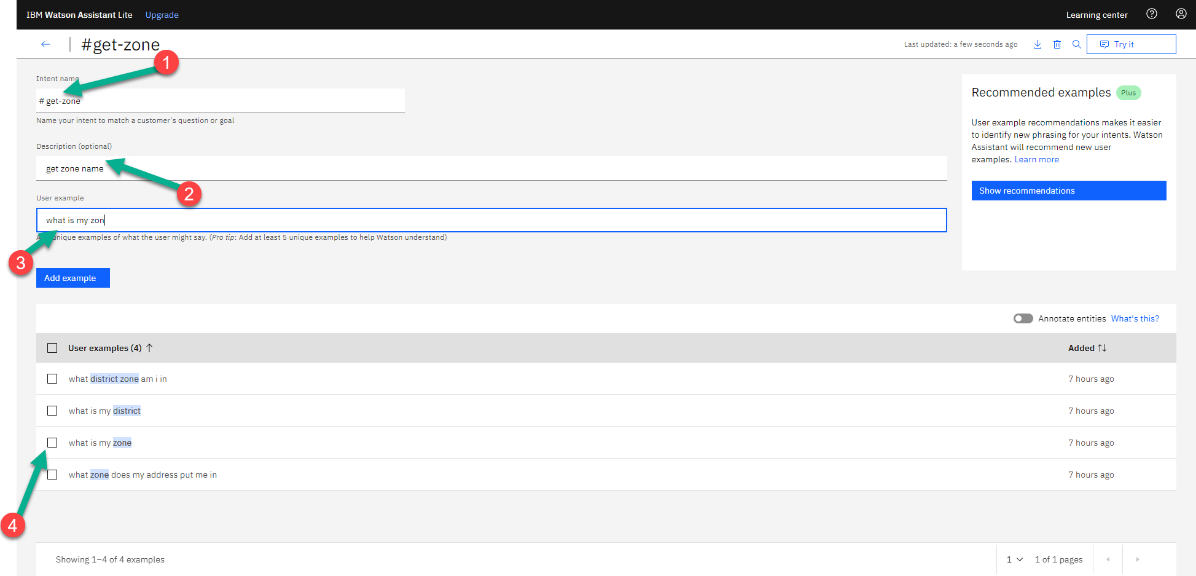 IBM Watson Assistant Lite Upgrade Learning center
#get-zone Last updated: a few seconds ago Try it
1
Intent name
# get-zone
Name your intent to match a customer's question or goal
Description (optional)
get zone name
2
User example
what is my zon
unique examples of what the user might say. (Pro tip: Add at least 5 unique examples to help Watson understand)
3
Add example
Recommended examples Plus
User example recommendations makes it easier
to identify new phrasing for your intents. Watson
Assistant will recommend new user
examples. Learn more
Show recommendations
Annotate entities What's this?
User examples (4) Added
what district zone am i in 7 hours ago
what is my district 7 hours ago
what is my zone 7 hours ago
what zone does my address put me in 7 hours ago
4
Showing 1–4 of 4 examples 1 1 of 1 pages